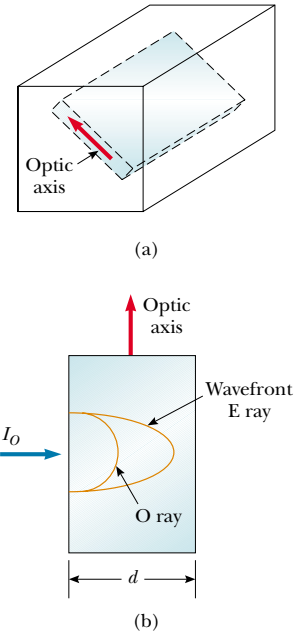 Optic
axis
(a)
Optic
axis
Wavefront
E ray
I_O
O ray
d
(b)